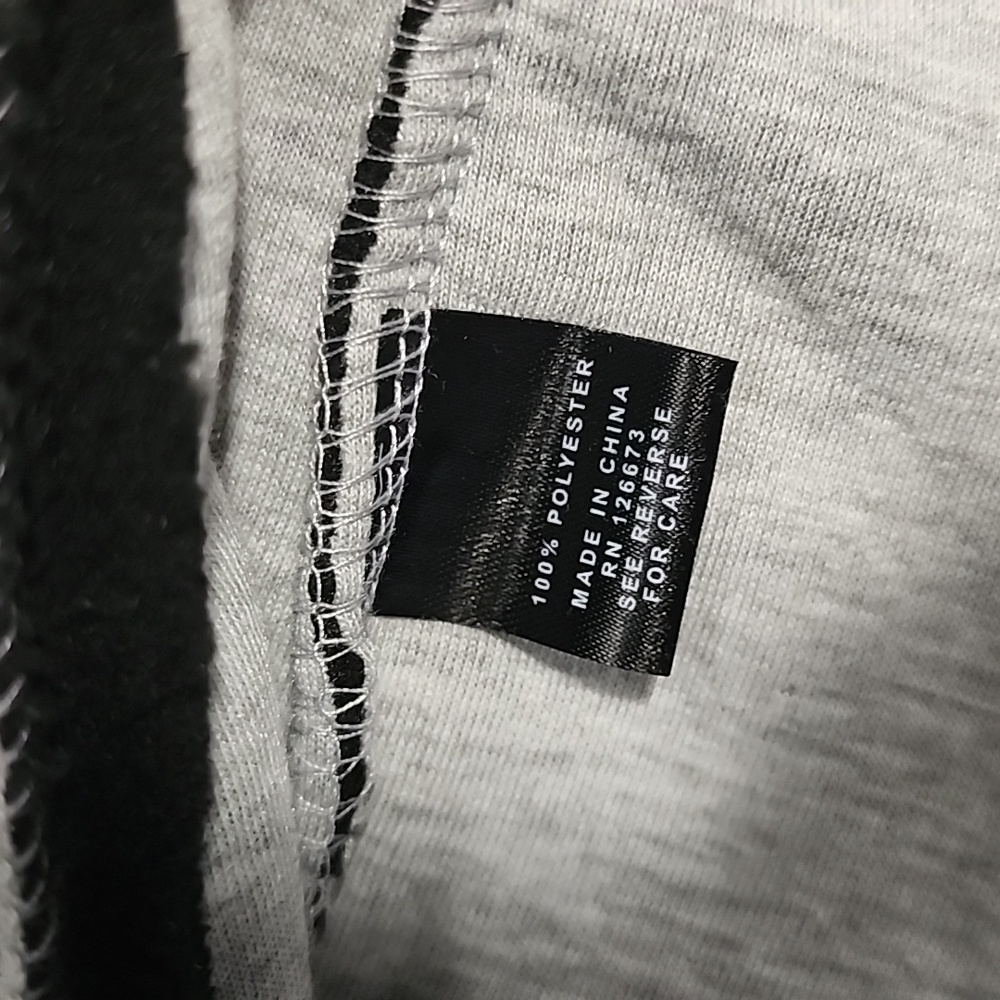 100% POLYESTER
MADE IN CHINA
RN 126673
SEE REVERSE
FOR CARE